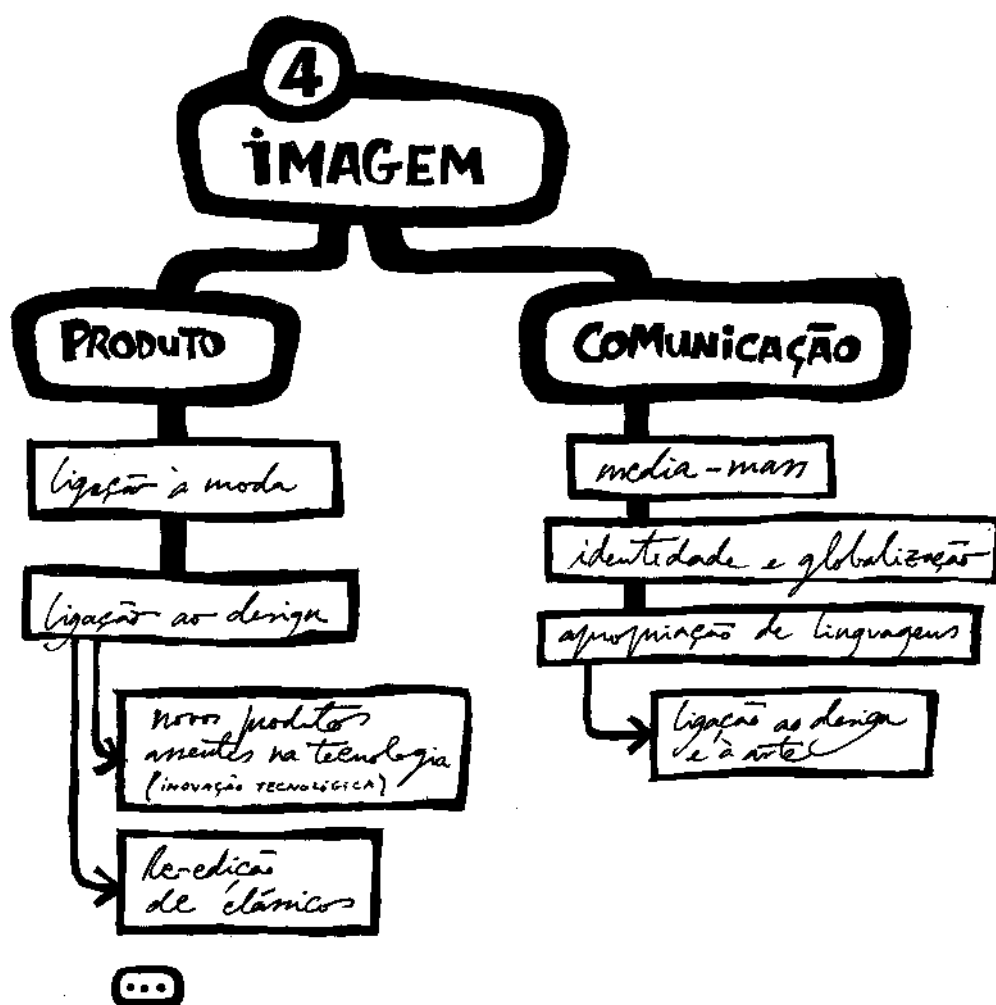 4
iMAGEM
PRODUTO
ligação à moda
ligação ao design
novos produtos
assentes na tecnologia
(INOVAÇÃO TECNOLÓGICA)
Re-edição
de clássicos
...
COMUNiCAÇÃO
media-mass
identidade e globalização
apropriação de linguagens
ligação ao design
e à arte